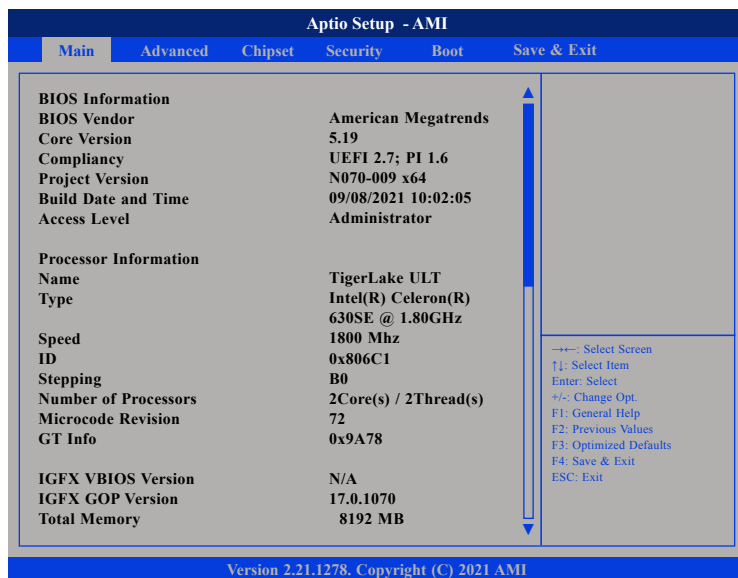 Aptio Setup - AMI
Main Advanced Chipset Security Boot Save & Exit
BIOS Information
BIOS Vendor American Megatrends
Core Version 5.19
Compliancy UEFI 2.7; PI 1.6
Project Version N070-009 x64
Build Date and Time 09/08/2021 10:02:05
Access Level Administrator
Processor Information
Name TigerLake ULT
Type Intel(R) Celeron(R)
630SE @ 1.80GHz
Speed 1800 Mhz
ID 0x806C1
Stepping B0
Number of Processors 2Core(s) / 2Thread(s)
Microcode Revision 72
GT Info 0x9A78
IGFX VBIOS Version N/A
IGFX GOP Version 17.0.1070
Total Memory 8192 MB
→←: Select Screen
↑↓: Select Item
Enter: Select
+/-: Change Opt.
F1: General Help
F2: Previous Values
F3: Optimized Defaults
F4: Save & Exit
ESC: Exit
Version 2.21.1278. Copyright (C) 2021 AMI